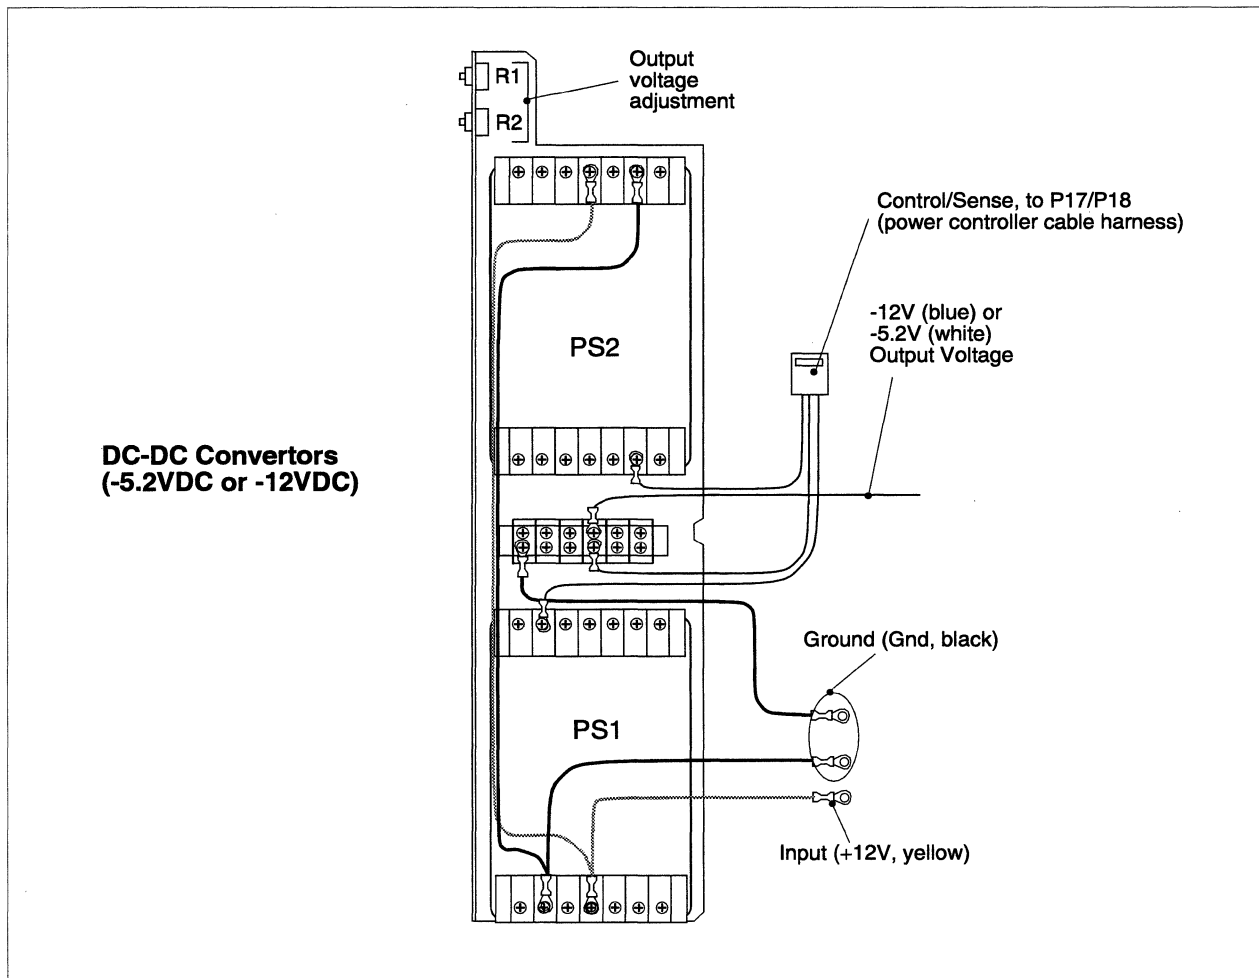 Output
voltage
adjustment
R1
R2
Control/Sense, to P17/P18
(power controller cable harness)
-12V (blue) or
-5.2V (white)
Output Voltage
PS2
DC-DC Convertors
(-5.2VDC or -12VDC)
Ground (Gnd, black)
PS1
Input (+12V, yellow)